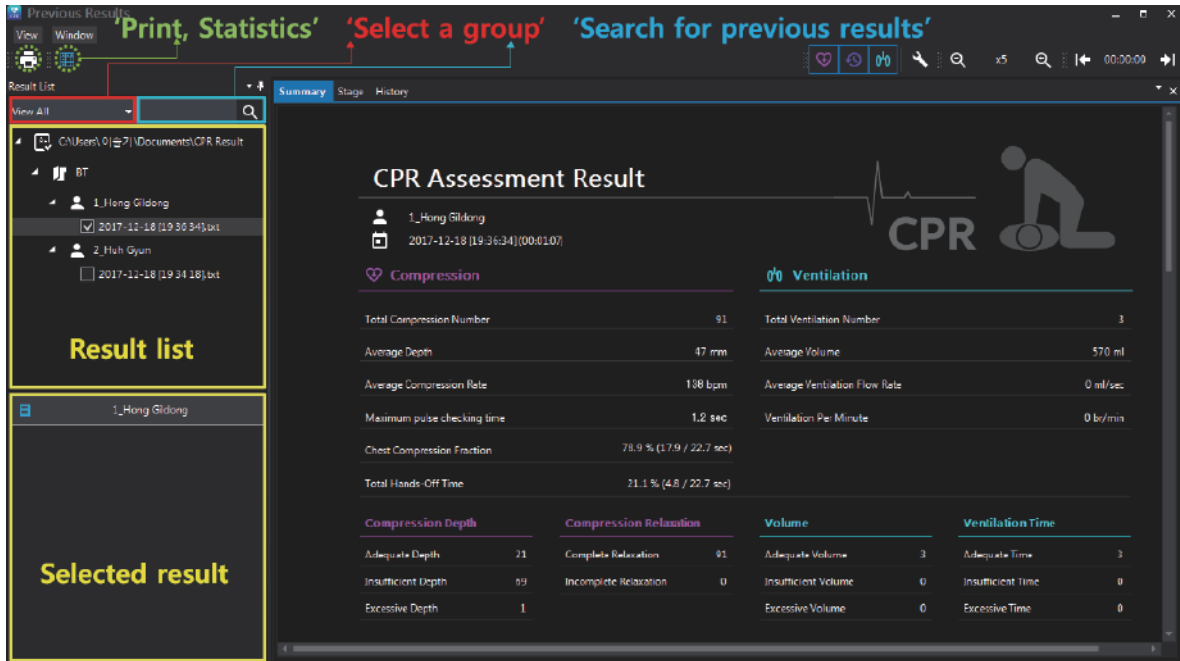 Previous Results
View Window
'Print, Statistics' 'Select a group' 'Search for previous results'
x5 00:00:00
Result List
Summary Stage History
View All
C:\Users\이슬기\Documents\CPR Result
BT
1_Hong Gildong
2017-12-18 [19 36 34].txt
2_Huh Gyun
2017-12-18 [19 34 18].txt
Result list
1_Hong Gildong
Selected result
CPR Assessment Result
CPR
1_Hong Gildong
2017-12-18 [19:36:34](00:01:07)
Compression
Total Compression Number 91
Average Depth 47 mm
Average Compression Rate 138 bpm
Maximum pulse checking time 1.2 sec
Chest Compression Fraction 78.9 % (17.9 / 22.7 sec)
Total Hands-Off Time 21.1 % (4.8 / 22.7 sec)
Ventilation
Total Ventilation Number 3
Average Volume 570 ml
Average Ventilation Flow Rate 0 ml/sec
Ventilation Per Minute 0 br/min
Compression Depth
Adequate Depth 21
Insufficient Depth 69
Excessive Depth 1
Compression Relaxation
Complete Relaxation 91
Incomplete Relaxation 0
Volume
Adequate Volume 3
Insufficient Volume 0
Excessive Volume 0
Ventilation Time
Adequate Time 3
Insufficient Time 0
Excessive Time 0